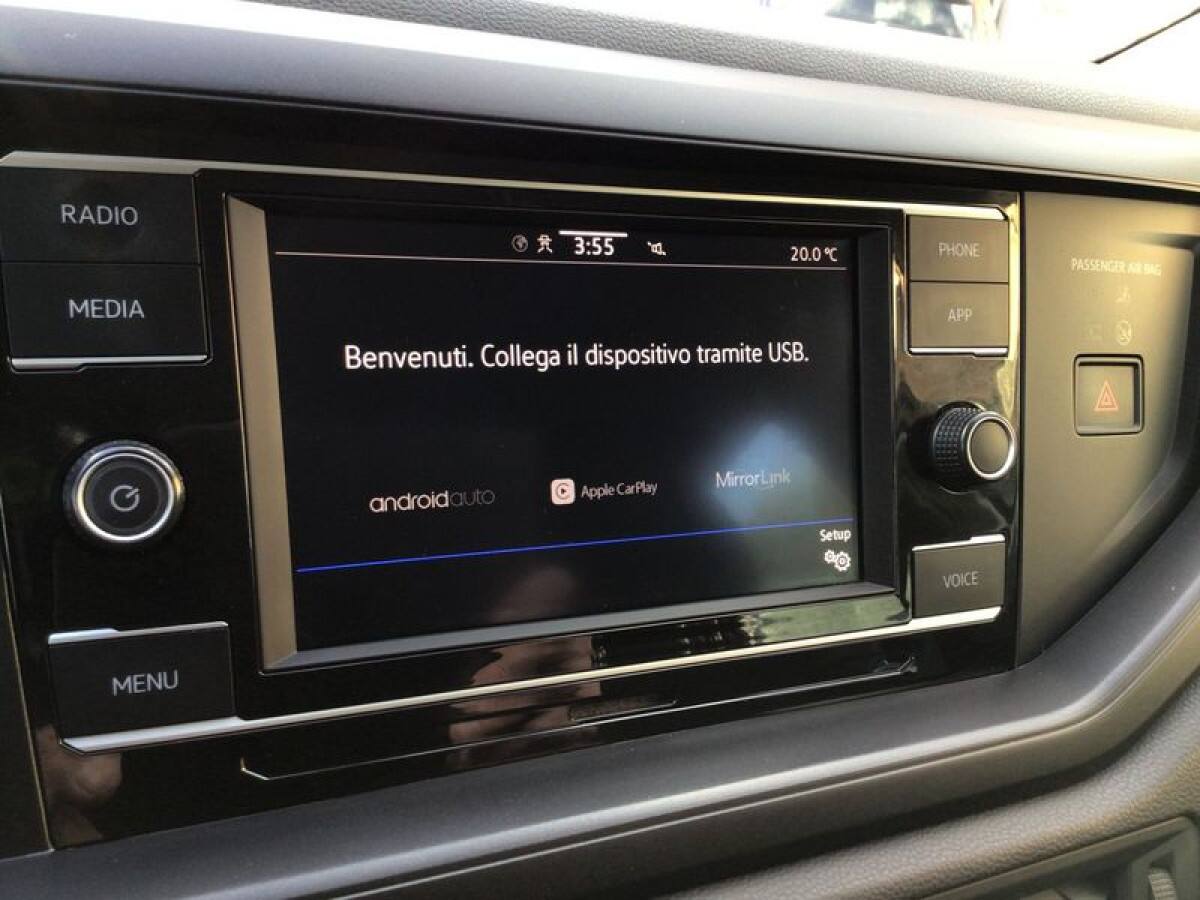 RADIO
MEDIA
MENU
3:55
20.0 °C
Benvenuti. Collega il dispositivo tramite USB.
androidauto
Apple CarPlay
MirrorLink
Setup
PHONE
APP
VOICE
PASSENGER AIR BAG